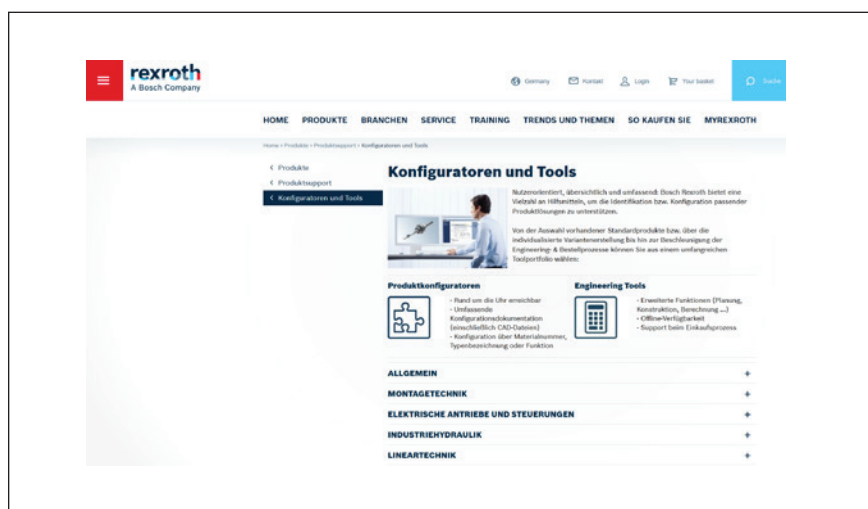 rexroth
A Bosch Company
Germany Kontakt Login Your basket Suche
HOME PRODUKTE BRANCHEN SERVICE TRAINING TRENDS UND THEMEN SO KAUFEN SIE MYREXROTH
Home > Produkte > Produktsupport > Konfiguratoren und Tools
Produkte
Produktsupport
Konfiguratoren und Tools
Konfiguratoren und Tools
Nutzerorientiert, übersichtlich und umfassend: Bosch Rexroth bietet eine
Vielzahl an Hilfsmitteln, um die Identifikation bzw. Konfiguration passender
Produktlösungen zu unterstützen.
Von der Auswahl vorhandener Standardprodukte bzw. über die
individualisierte Variantenerstellung bis hin zur Beschleunigung der
Engineering- & Bestellprozesse können Sie aus einem umfangreichen
Toolportfolio wählen:
Produktkonfiguratoren
- Rund um die Uhr erreichbar
- Umfassende
Konfigurationsdokumentation
(einschließlich CAD-Dateien)
- Konfiguration über Materialnummer,
Typenbezeichnung oder Funktion
Engineering Tools
- Erweiterte Funktionen (Planung,
Konstruktion, Berechnung ...)
- Offline-Verfügbarkeit
- Support beim Einkaufsprozess
ALLGEMEIN +
MONTAGETECHNIK +
ELEKTRISCHE ANTRIEBE UND STEUERUNGEN +
INDUSTRIEHYDRAULIK +
LINEARTECHNIK +